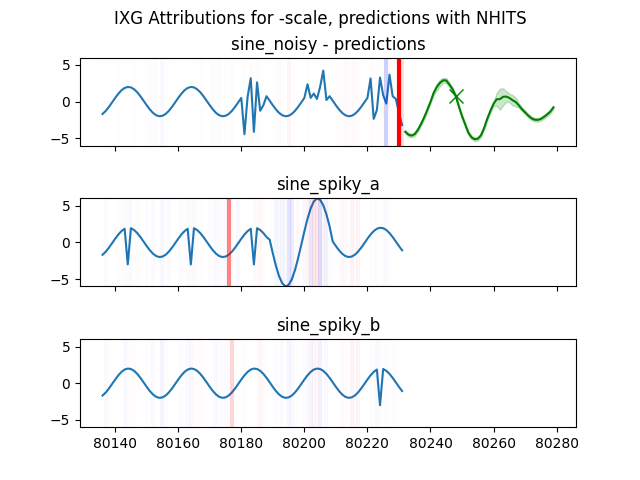 IXG Attributions for -scale, predictions with NHITS
sine_noisy - predictions
5
0
−5
sine_spiky_a
5
0
−5
sine_spiky_b
5
0
−5
80140 80160 80180 80200 80220 80240 80260 80280